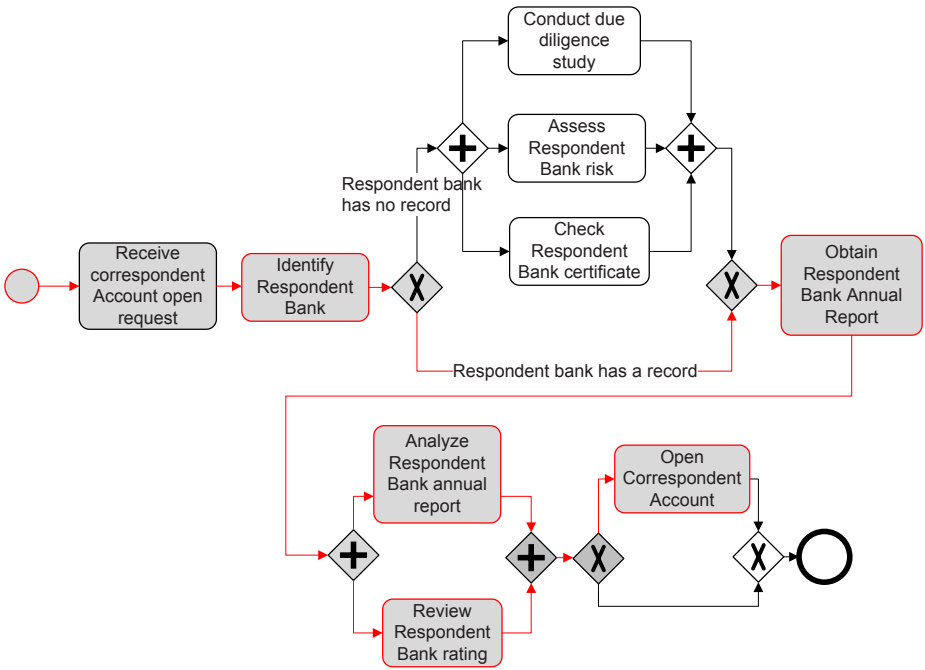 Conduct due
diligence
study
Assess
Respondent
Bank risk
Respondent bank
has no record
Check
Respondent
Bank certificate
Receive
correspondent
Account open
request
Identify
Respondent
Bank
Obtain
Respondent
Bank Annual
Report
Respondent bank has a record
Analyze
Respondent
Bank annual
report
Open
Correspondent
Account
Review
Respondent
Bank rating